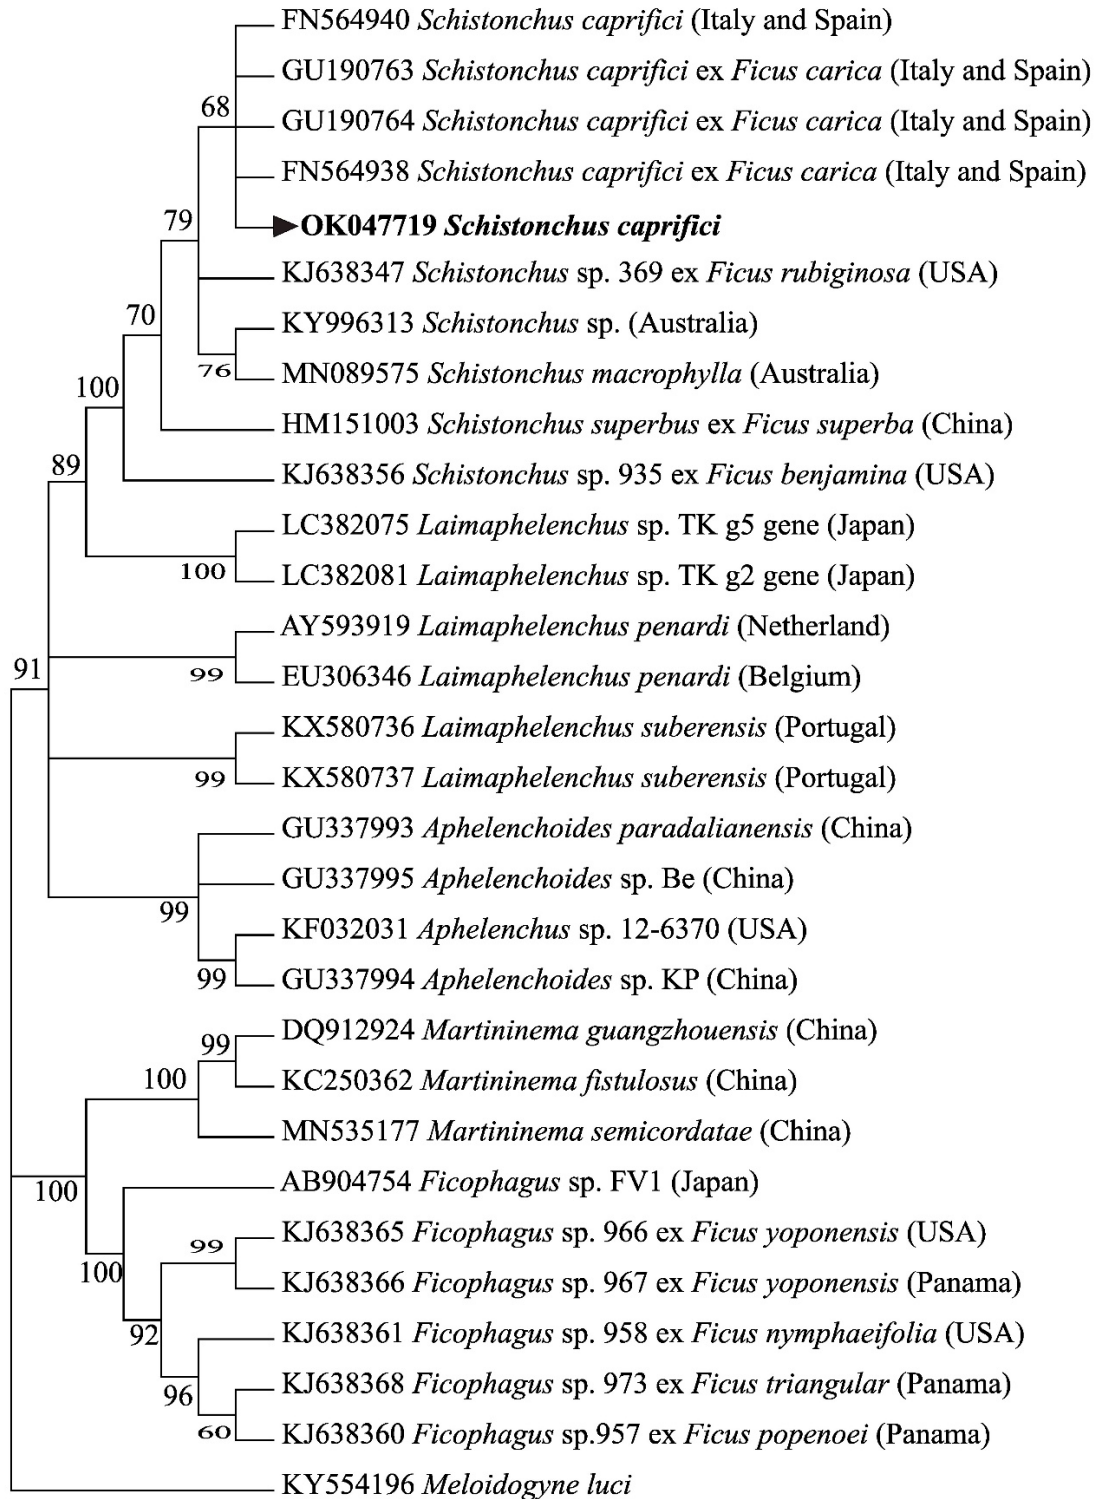 FN564940 Schistonchus caprifici (Italy and Spain)
GU190763 Schistonchus caprifici ex Ficus carica (Italy and Spain)
68
GU190764 Schistonchus caprifici ex Ficus carica (Italy and Spain)
FN564938 Schistonchus caprifici ex Ficus carica (Italy and Spain)
79
OK047719 Schistonchus caprifici
KJ638347 Schistonchus sp. 369 ex Ficus rubiginosa (USA)
70
KY996313 Schistonchus sp. (Australia)
76
MN089575 Schistonchus macrophylla (Australia)
100
HM151003 Schistonchus superbus ex Ficus superba (China)
89
KJ638356 Schistonchus sp. 935 ex Ficus benjamina (USA)
LC382075 Laimaphelenchus sp. TK g5 gene (Japan)
100
LC382081 Laimaphelenchus sp. TK g2 gene (Japan)
AY593919 Laimaphelenchus penardi (Netherland)
91
99
EU306346 Laimaphelenchus penardi (Belgium)
KX580736 Laimaphelenchus suberensis (Portugal)
99
KX580737 Laimaphelenchus suberensis (Portugal)
GU337993 Aphelenchoides paradalianensis (China)
GU337995 Aphelenchoides sp. Be (China)
99
KF032031 Aphelenchus sp. 12-6370 (USA)
99
GU337994 Aphelenchoides sp. KP (China)
DQ912924 Martininema guangzhouensis (China)
99
100
KC250362 Martininema fistulosus (China)
MN535177 Martininema semicordatae (China)
100
AB904754 Ficophagus sp. FV1 (Japan)
KJ638365 Ficophagus sp. 966 ex Ficus yoponensis (USA)
99
100
KJ638366 Ficophagus sp. 967 ex Ficus yoponensis (Panama)
92
KJ638361 Ficophagus sp. 958 ex Ficus nymphaeifolia (USA)
96
KJ638368 Ficophagus sp. 973 ex Ficus triangular (Panama)
60
KJ638360 Ficophagus sp.957 ex Ficus popenoei (Panama)
KY554196 Meloidogyne luci